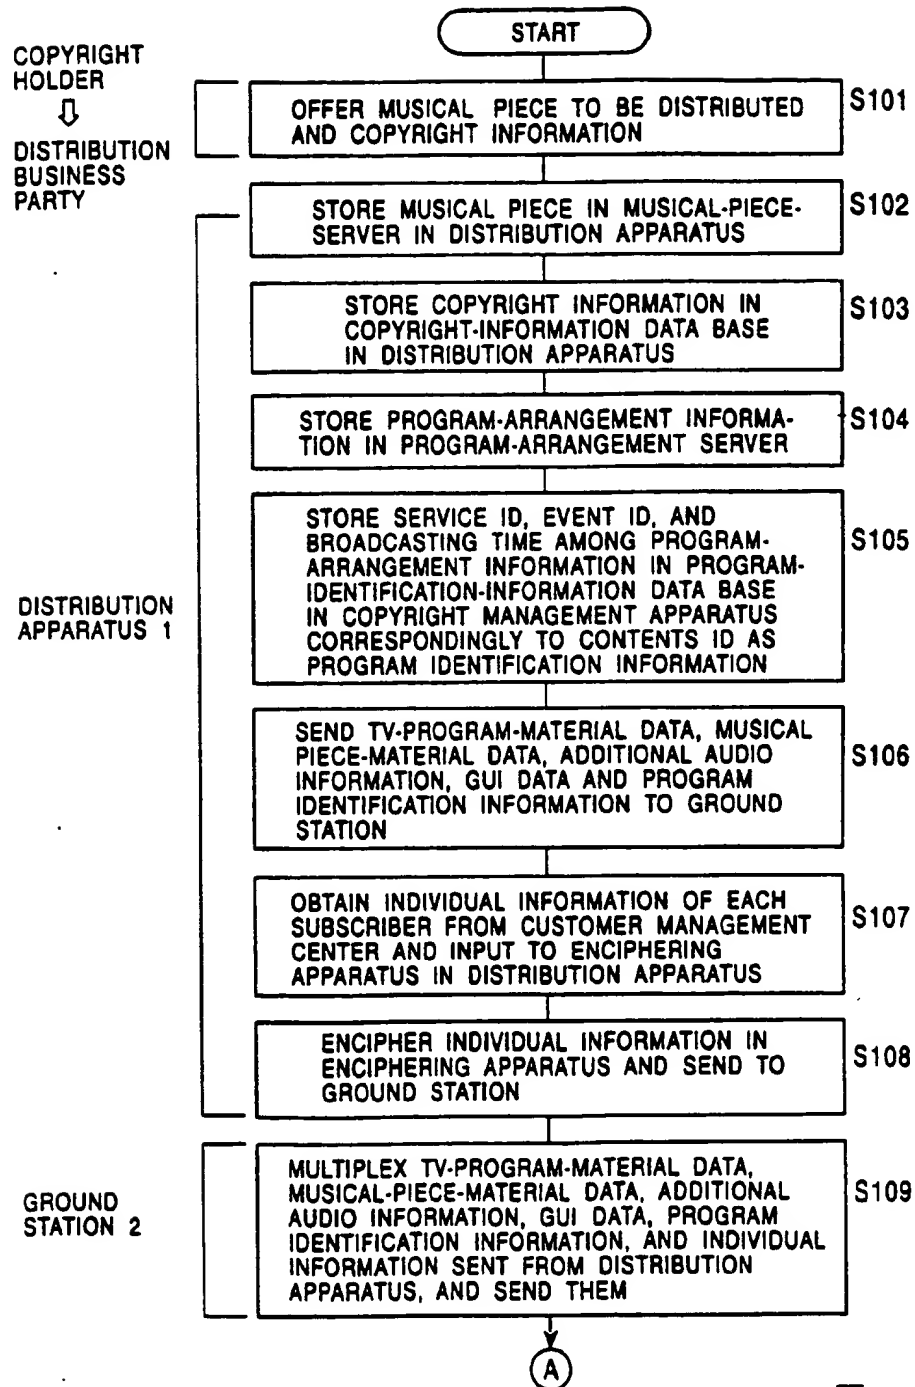 START
COPYRIGHT
HOLDER
DISTRIBUTION
BUSINESS
PARTY
OFFER MUSICAL PIECE TO BE DISTRIBUTED
AND COPYRIGHT INFORMATION
S101
STORE MUSICAL PIECE IN MUSICAL-PIECE-
SERVER IN DISTRIBUTION APPARATUS
S102
STORE COPYRIGHT INFORMATION IN
COPYRIGHT-INFORMATION DATA BASE
IN DISTRIBUTION APPARATUS
S103
STORE PROGRAM-ARRANGEMENT INFORMA-
TION IN PROGRAM-ARRANGEMENT SERVER
S104
DISTRIBUTION
APPARATUS 1
STORE SERVICE ID, EVENT ID, AND
BROADCASTING TIME AMONG PROGRAM-
ARRANGEMENT INFORMATION IN PROGRAM-
IDENTIFICATION-INFORMATION DATA BASE
IN COPYRIGHT MANAGEMENT APPARATUS
CORRESPONDINGLY TO CONTENTS ID AS
PROGRAM IDENTIFICATION INFORMATION
S105
SEND TV-PROGRAM-MATERIAL DATA, MUSICAL
PIECE-MATERIAL DATA, ADDITIONAL AUDIO
INFORMATION, GUI DATA AND PROGRAM
IDENTIFICATION INFORMATION TO GROUND
STATION
S106
OBTAIN INDIVIDUAL INFORMATION OF EACH
SUBSCRIBER FROM CUSTOMER MANAGEMENT
CENTER AND INPUT TO ENCIPHERING
APPARATUS IN DISTRIBUTION APPARATUS
S107
ENCIPHER INDIVIDUAL INFORMATION IN
ENCIPHERING APPARATUS AND SEND TO
GROUND STATION
S108
GROUND
STATION 2
MULTIPLEX TV-PROGRAM-MATERIAL DATA,
MUSICAL-PIECE-MATERIAL DATA, ADDITIONAL
AUDIO INFORMATION, GUI DATA, PROGRAM
IDENTIFICATION INFORMATION, AND INDIVIDUAL
INFORMATION SENT FROM DISTRIBUTION
APPARATUS, AND SEND THEM
S109
A